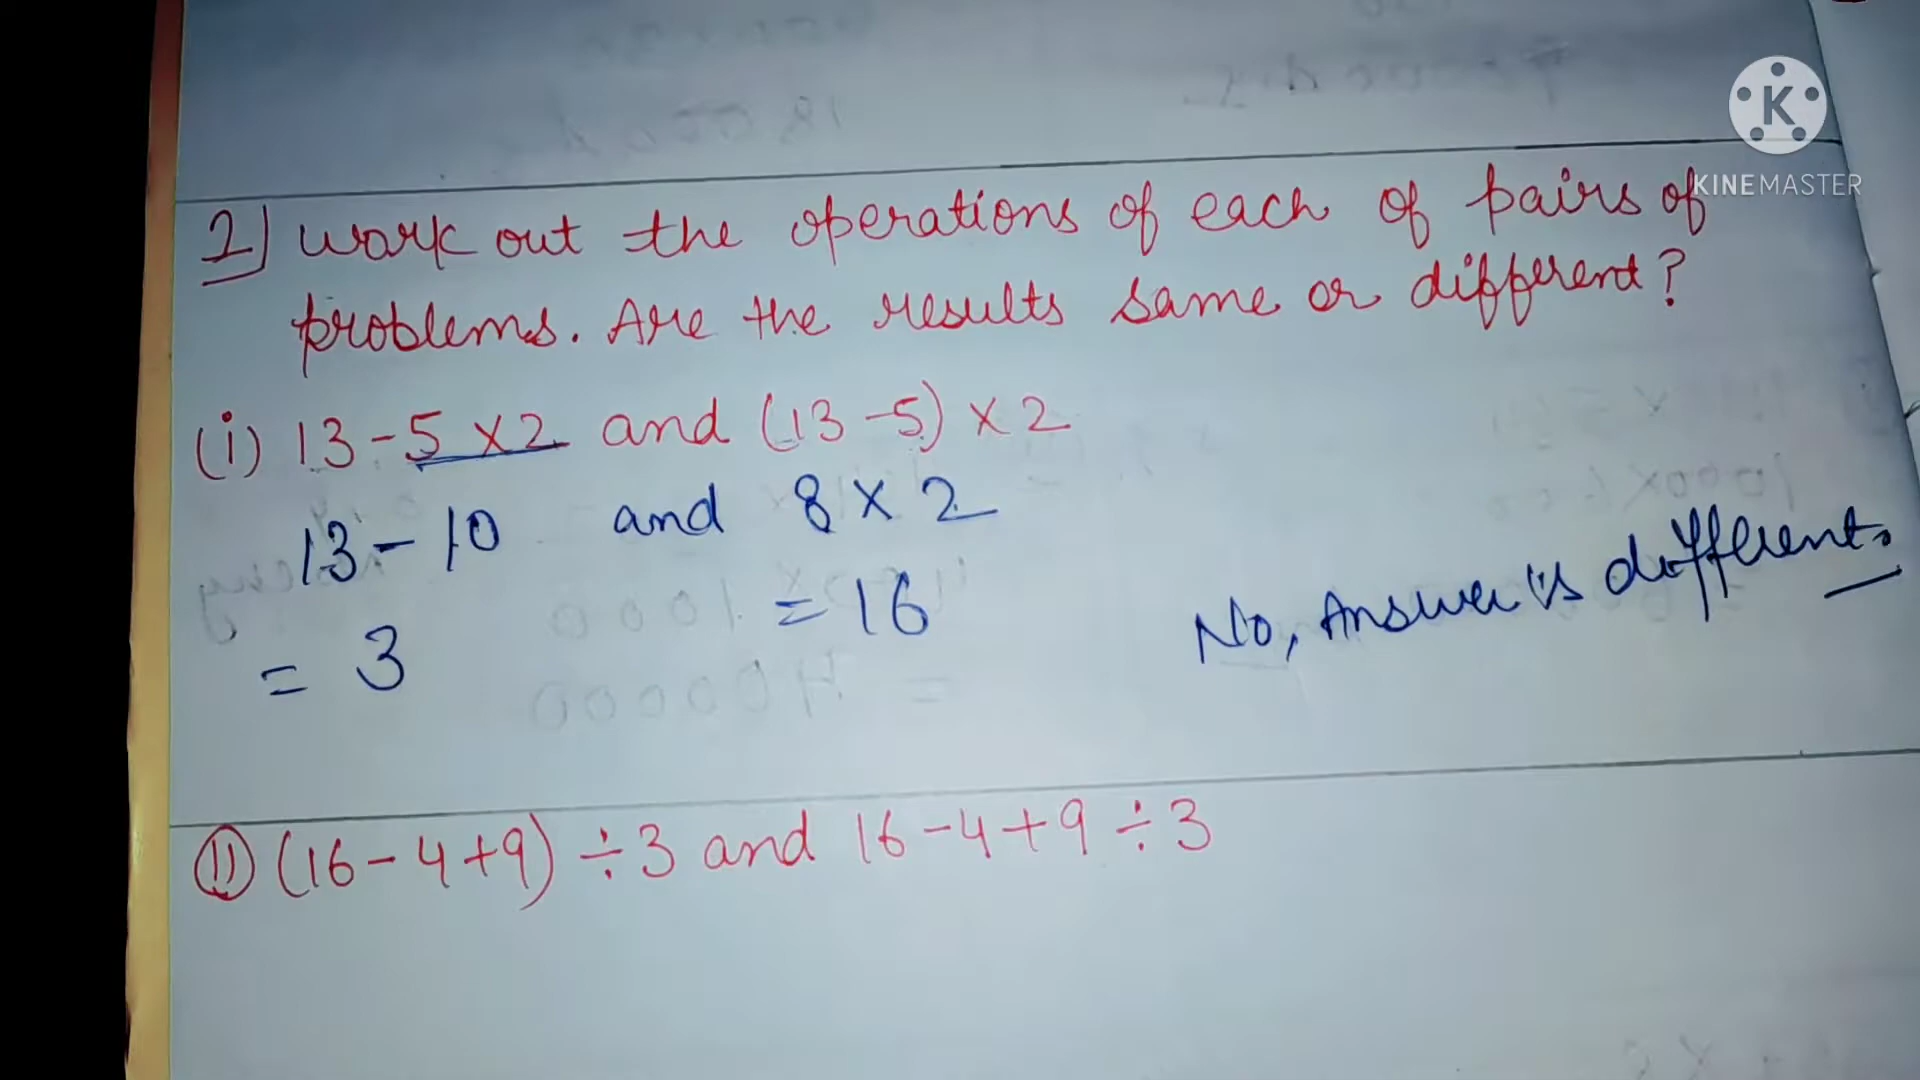 KINEMASTER
2) Work out the operations of each of pairs of
problems. Are the results same or different?
(i) 13-5 × 2 and (13-5) × 2
13-10 and 8 × 2
= 3 = 16
No, Answer is different.
(ii) (16-4+9) ÷ 3 and 16-4+9 ÷ 3